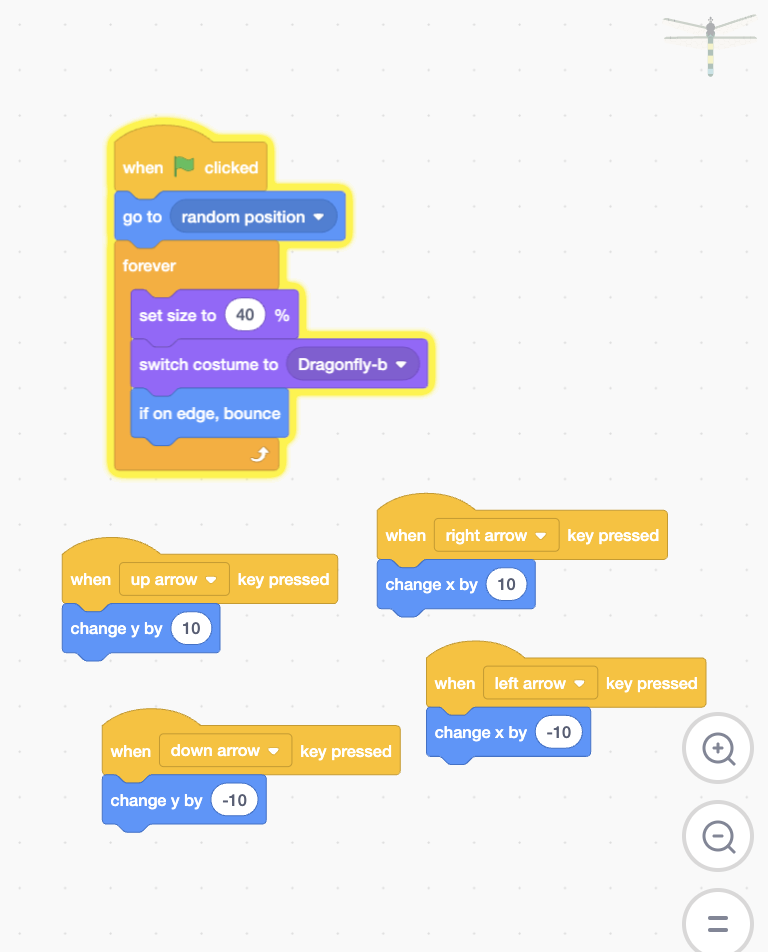 when clicked
go to random position
forever
set size to 40 %
switch costume to Dragonfly-b
if on edge, bounce
when right arrow key pressed
change x by 10
when up arrow key pressed
change y by 10
when left arrow key pressed
change x by -10
when down arrow key pressed
change y by -10